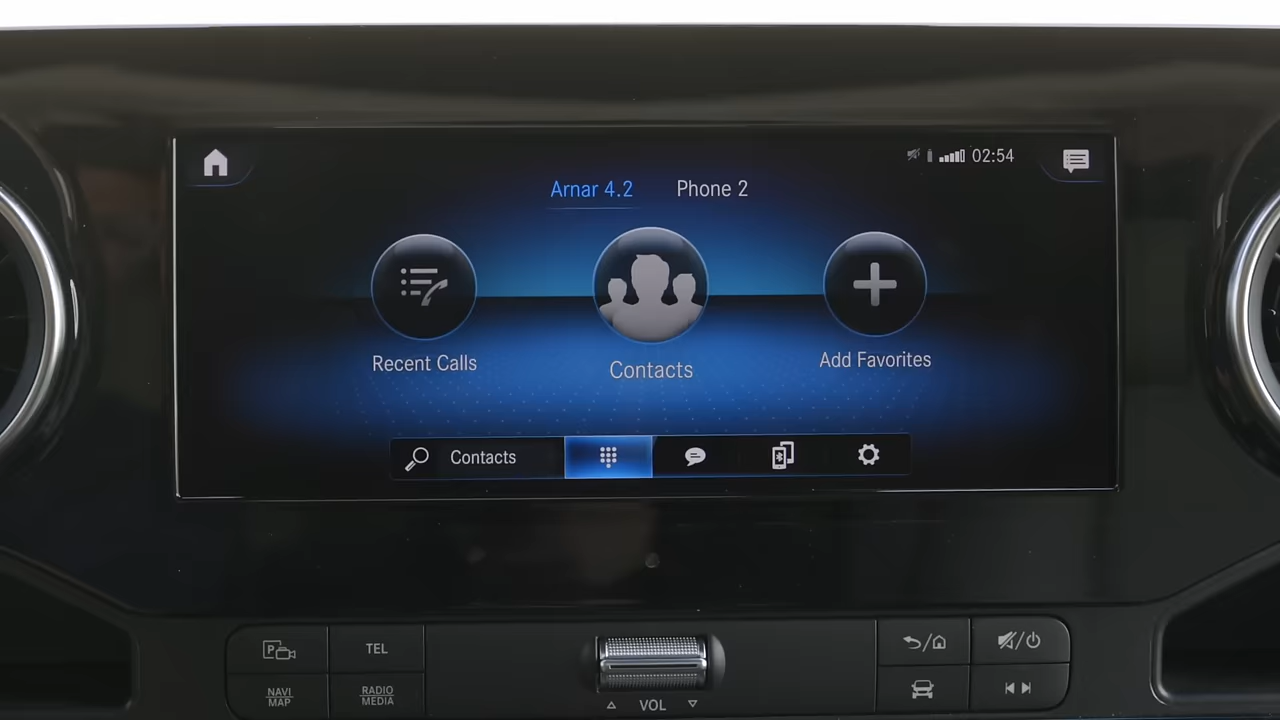 02:54
Arnar 4.2 Phone 2
Recent Calls
Contacts
Add Favorites
Contacts
P
TEL
NAVI
MAP
RADIO
MEDIA
VOL